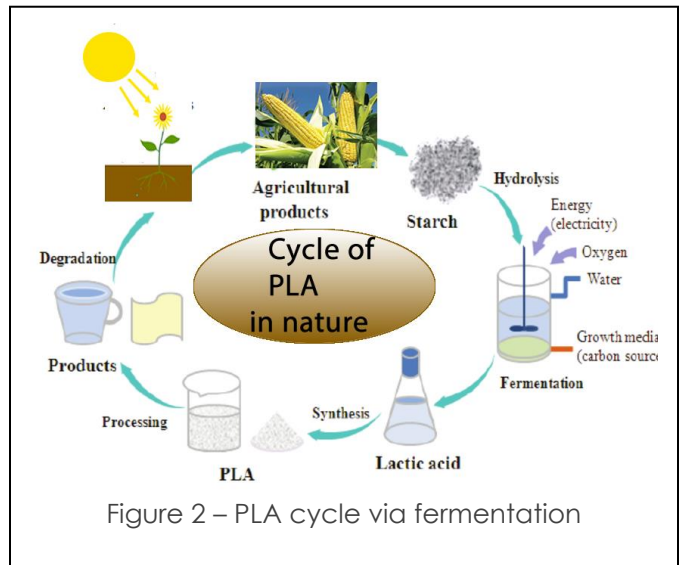 Agricultural
products
Starch
Hydrolysis
Energy
(electricity)
Oxygen
Water
Growth media
(carbon source
Fermentation
Lactic acid
Synthesis
PLA
Processing
Products
Degradation
Cycle of
PLA
in nature
Figure 2 – PLA cycle via fermentation